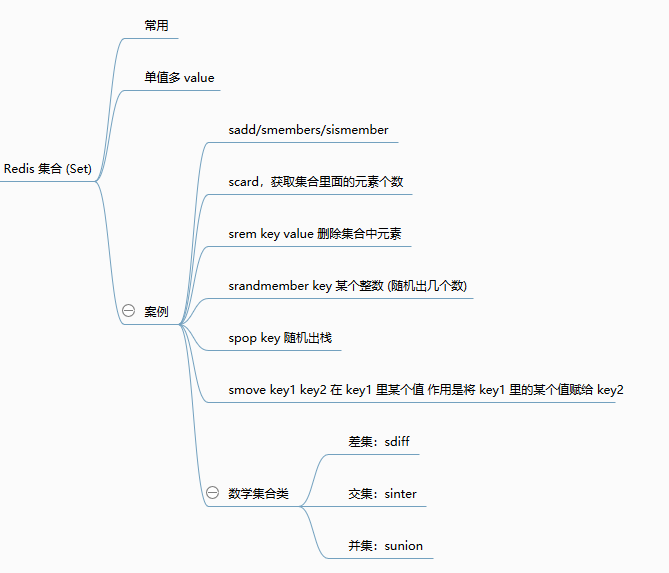 常用
单值多 value
sadd/smembers/sismember
Redis 集合 (Set)
scard，获取集合里面的元素个数
srem key value 删除集合中元素
srandmember key 某个整数 (随机出几个数)
案例
spop key 随机出栈
smove key1 key2 在 key1 里某个值 作用是将 key1 里的某个值赋给 key2
差集：sdiff
数学集合类
交集：sinter
并集：sunion